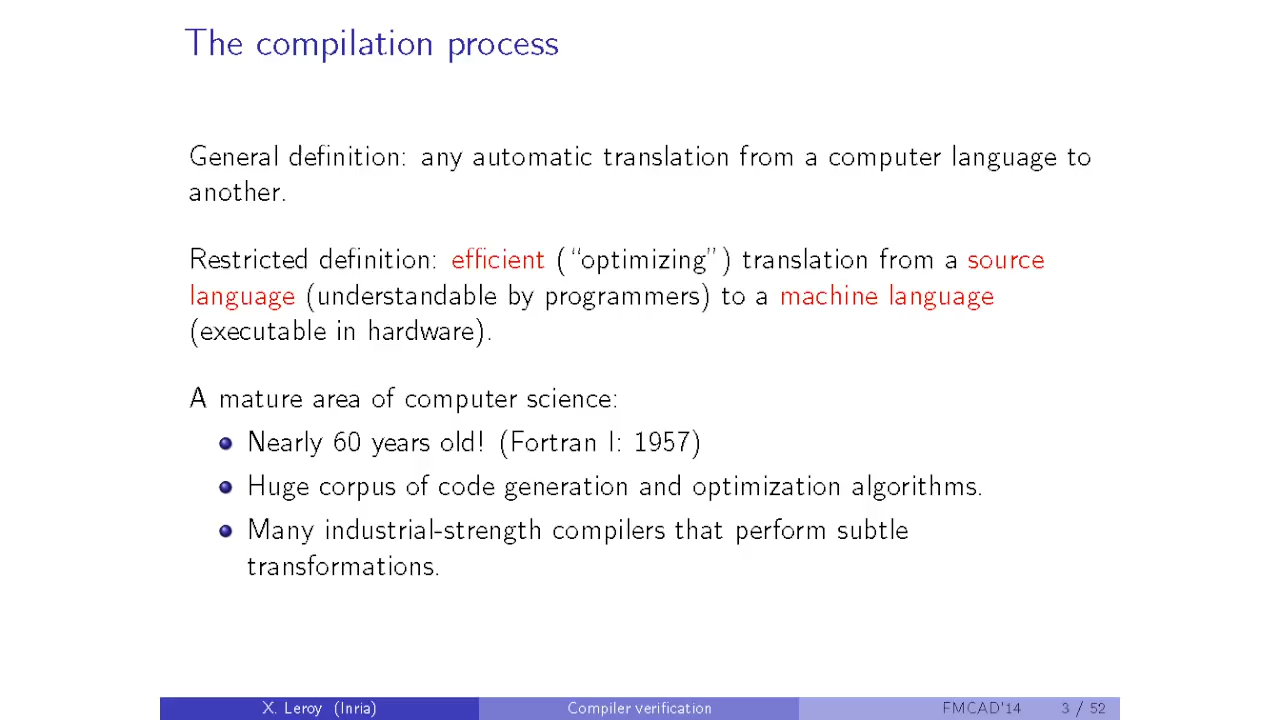 The compilation process
General definition: any automatic translation from a computer language to
another.
Restricted definition: efficient (“optimizing”) translation from a source
language (understandable by programmers) to a machine language
(executable in hardware).
A mature area of computer science:
Nearly 60 years old! (Fortran I: 1957)
Huge corpus of code generation and optimization algorithms.
Many industrial-strength compilers that perform subtle
transformations.
X. Leroy (Inria) Compiler verification FMCAD'14 3 / 52